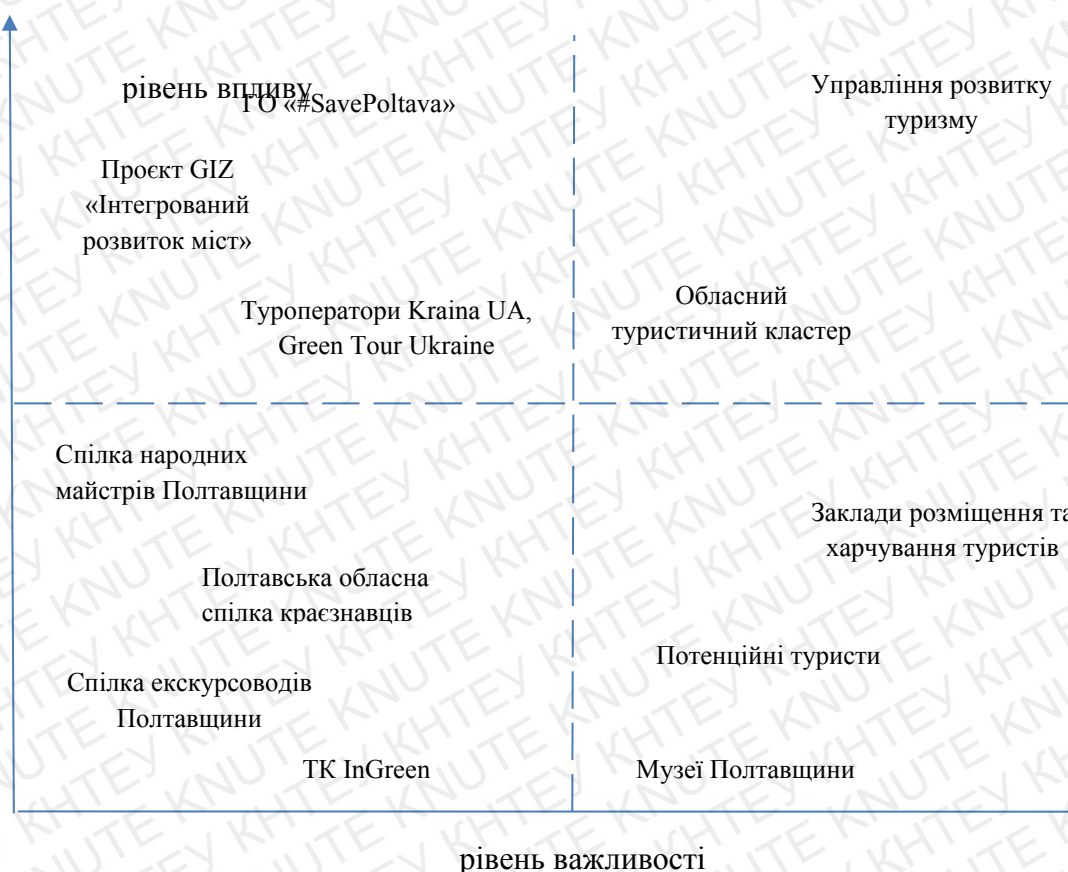 рівень впливу
ГО «#SavePoltava»
Управління розвитку
туризму
Проєкт GIZ
«Інтегрований
розвиток міст»
Туроператори Kraina UA,
Green Tour Ukraine
Обласний
туристичний кластер
Спілка народних
майстрів Полтавщини
Заклади розміщення та
харчування туристів
Полтавська обласна
спілка краєзнавців
Потенційні туристи
Спілка екскурсоводів
Полтавщини
ТК InGreen
Музеї Полтавщини
рівень важливості